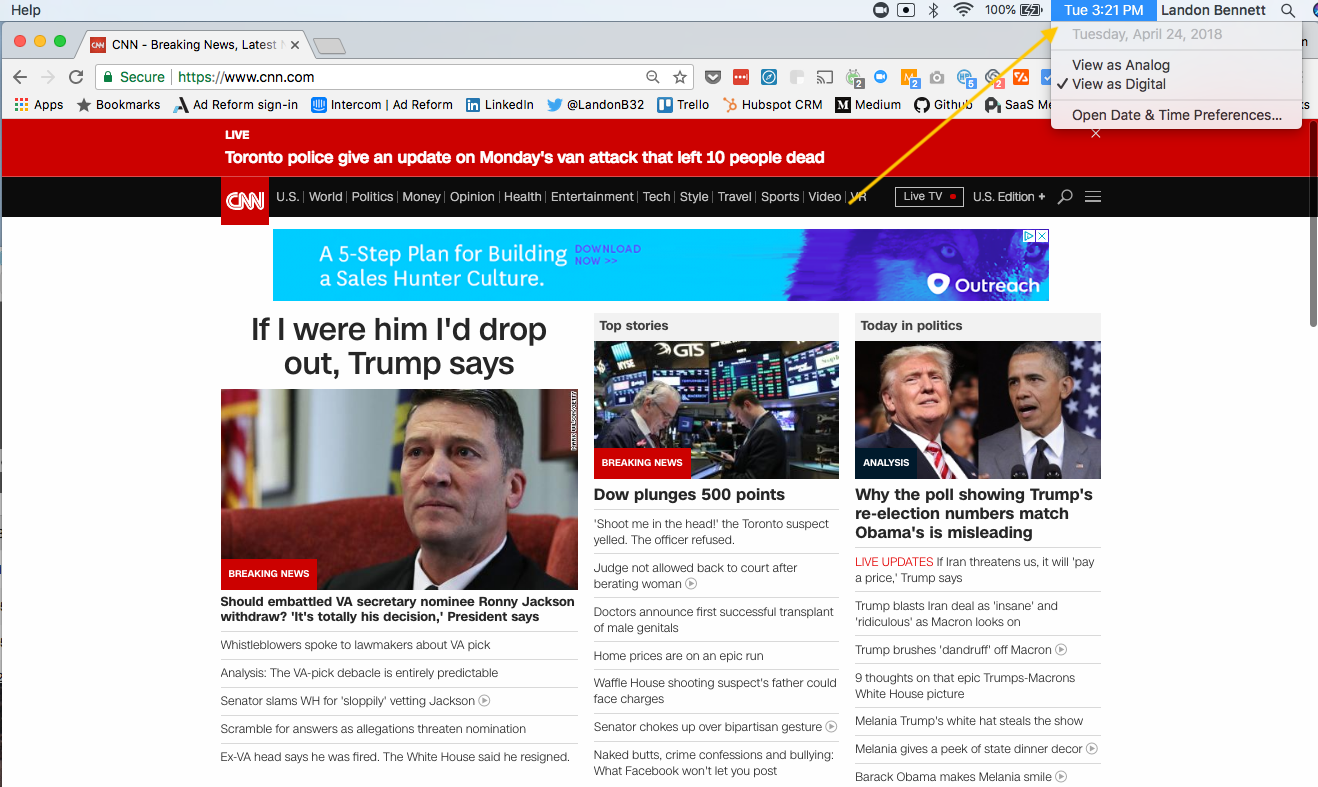 Help
100%
Tue 3:21 PM
Landon Bennett
Tuesday, April 24, 2018
View as Analog
✓ View as Digital
Open Date & Time Preferences...
CNN - Breaking News, Latest
Secure
https://www.cnn.com
2
5
2
2
Apps
Bookmarks
Ad Reform sign-in
Intercom | Ad Reform
LinkedIn
@LandonB32
Trello
Hubspot CRM
Medium
Github
SaaS
LIVE
Toronto police give an update on Monday's van attack that left 10 people dead
CNN
U.S. | World | Politics | Money | Opinion | Health | Entertainment | Tech | Style | Travel | Sports | Video | VR
Live TV
U.S. Edition +
A 5-Step Plan for Building
a Sales Hunter Culture.
DOWNLOAD
NOW >>
Outreach
If I were him I'd drop
out, Trump says
BREAKING NEWS
Should embattled VA secretary nominee Ronny Jackson
withdraw? 'It's totally his decision,' President says
Whistleblowers spoke to lawmakers about VA pick
Analysis: The VA-pick debacle is entirely predictable
Senator slams WH for 'sloppily' vetting Jackson
Scramble for answers as allegations threaten nomination
Ex-VA head says he was fired. The White House said he resigned.
Top stories
NYSE
GTS
BREAKING NEWS
Dow plunges 500 points
'Shoot me in the head!' the Toronto suspect
yelled. The officer refused.
Judge not allowed back to court after
berating woman
Doctors announce first successful transplant
of male genitals
Home prices are on an epic run
Waffle House shooting suspect's father could
face charges
Senator chokes up over bipartisan gesture
Naked butts, crime confessions and bullying:
What Facebook won't let you post
Today in politics
ANALYSIS
Why the poll showing Trump's
re-election numbers match
Obama's is misleading
LIVE UPDATES If Iran threatens us, it will 'pay
a price,' Trump says
Trump blasts Iran deal as 'insane' and
'ridiculous' as Macron looks on
Trump brushes 'dandruff' off Macron
9 thoughts on that epic Trumps-Macrons
White House picture
Melania Trump's white hat steals the show
Melania gives a peek of state dinner decor
Barack Obama makes Melania smile